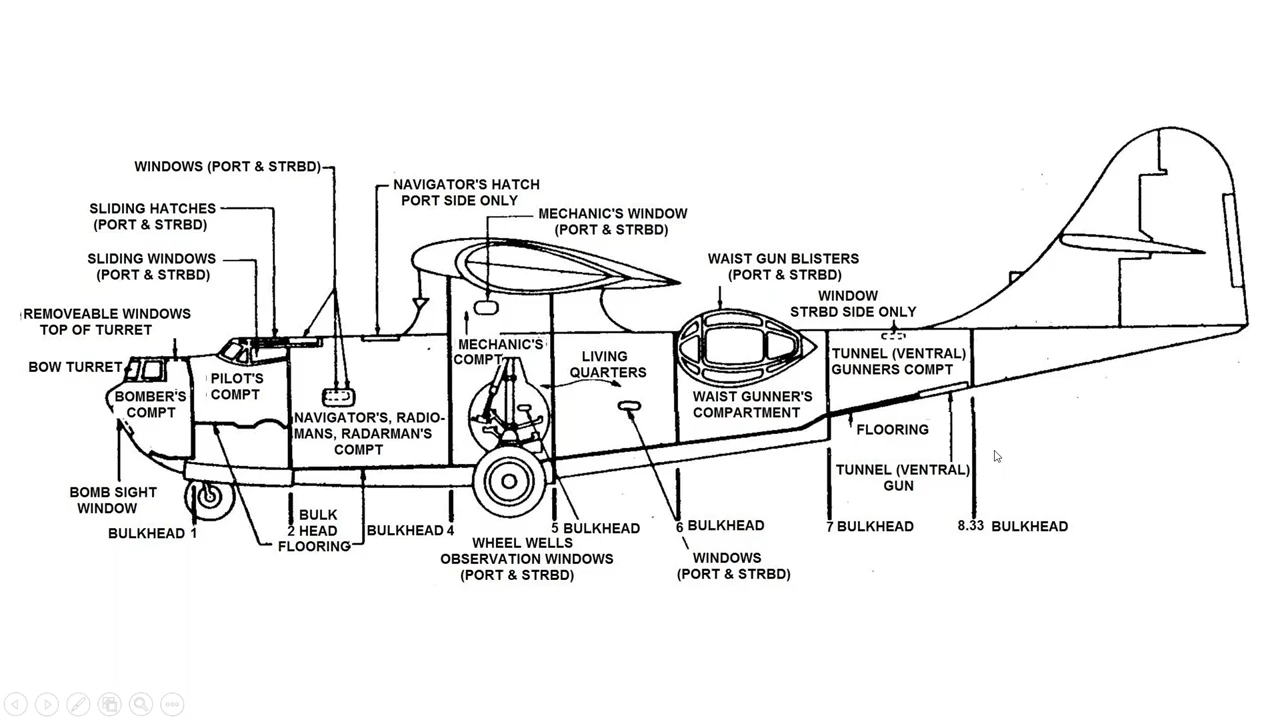 WINDOWS (PORT & STRBD)
NAVIGATOR'S HATCH
PORT SIDE ONLY
SLIDING HATCHES
(PORT & STRBD)
MECHANIC'S WINDOW
(PORT & STRBD)
SLIDING WINDOWS
(PORT & STRBD)
WAIST GUN BLISTERS
(PORT & STRBD)
WINDOW
STRBD SIDE ONLY
REMOVEABLE WINDOWS
TOP OF TURRET
BOW TURRET
BOMBER'S
COMPT
PILOT'S
COMPT
NAVIGATOR'S, RADIO-
MANS, RADARMAN'S
COMPT
MECHANIC'S
COMPT
LIVING
QUARTERS
WAIST GUNNER'S
COMPARTMENT
TUNNEL (VENTRAL)
GUNNERS COMPT
FLOORING
TUNNEL (VENTRAL)
GUN
BOMB SIGHT
WINDOW
BULKHEAD 1
BULK
2 HEAD
FLOORING
BULKHEAD 4
5 BULKHEAD
6 BULKHEAD
7 BULKHEAD
8.33 BULKHEAD
WHEEL WELLS
OBSERVATION WINDOWS
(PORT & STRBD)
WINDOWS
(PORT & STRBD)